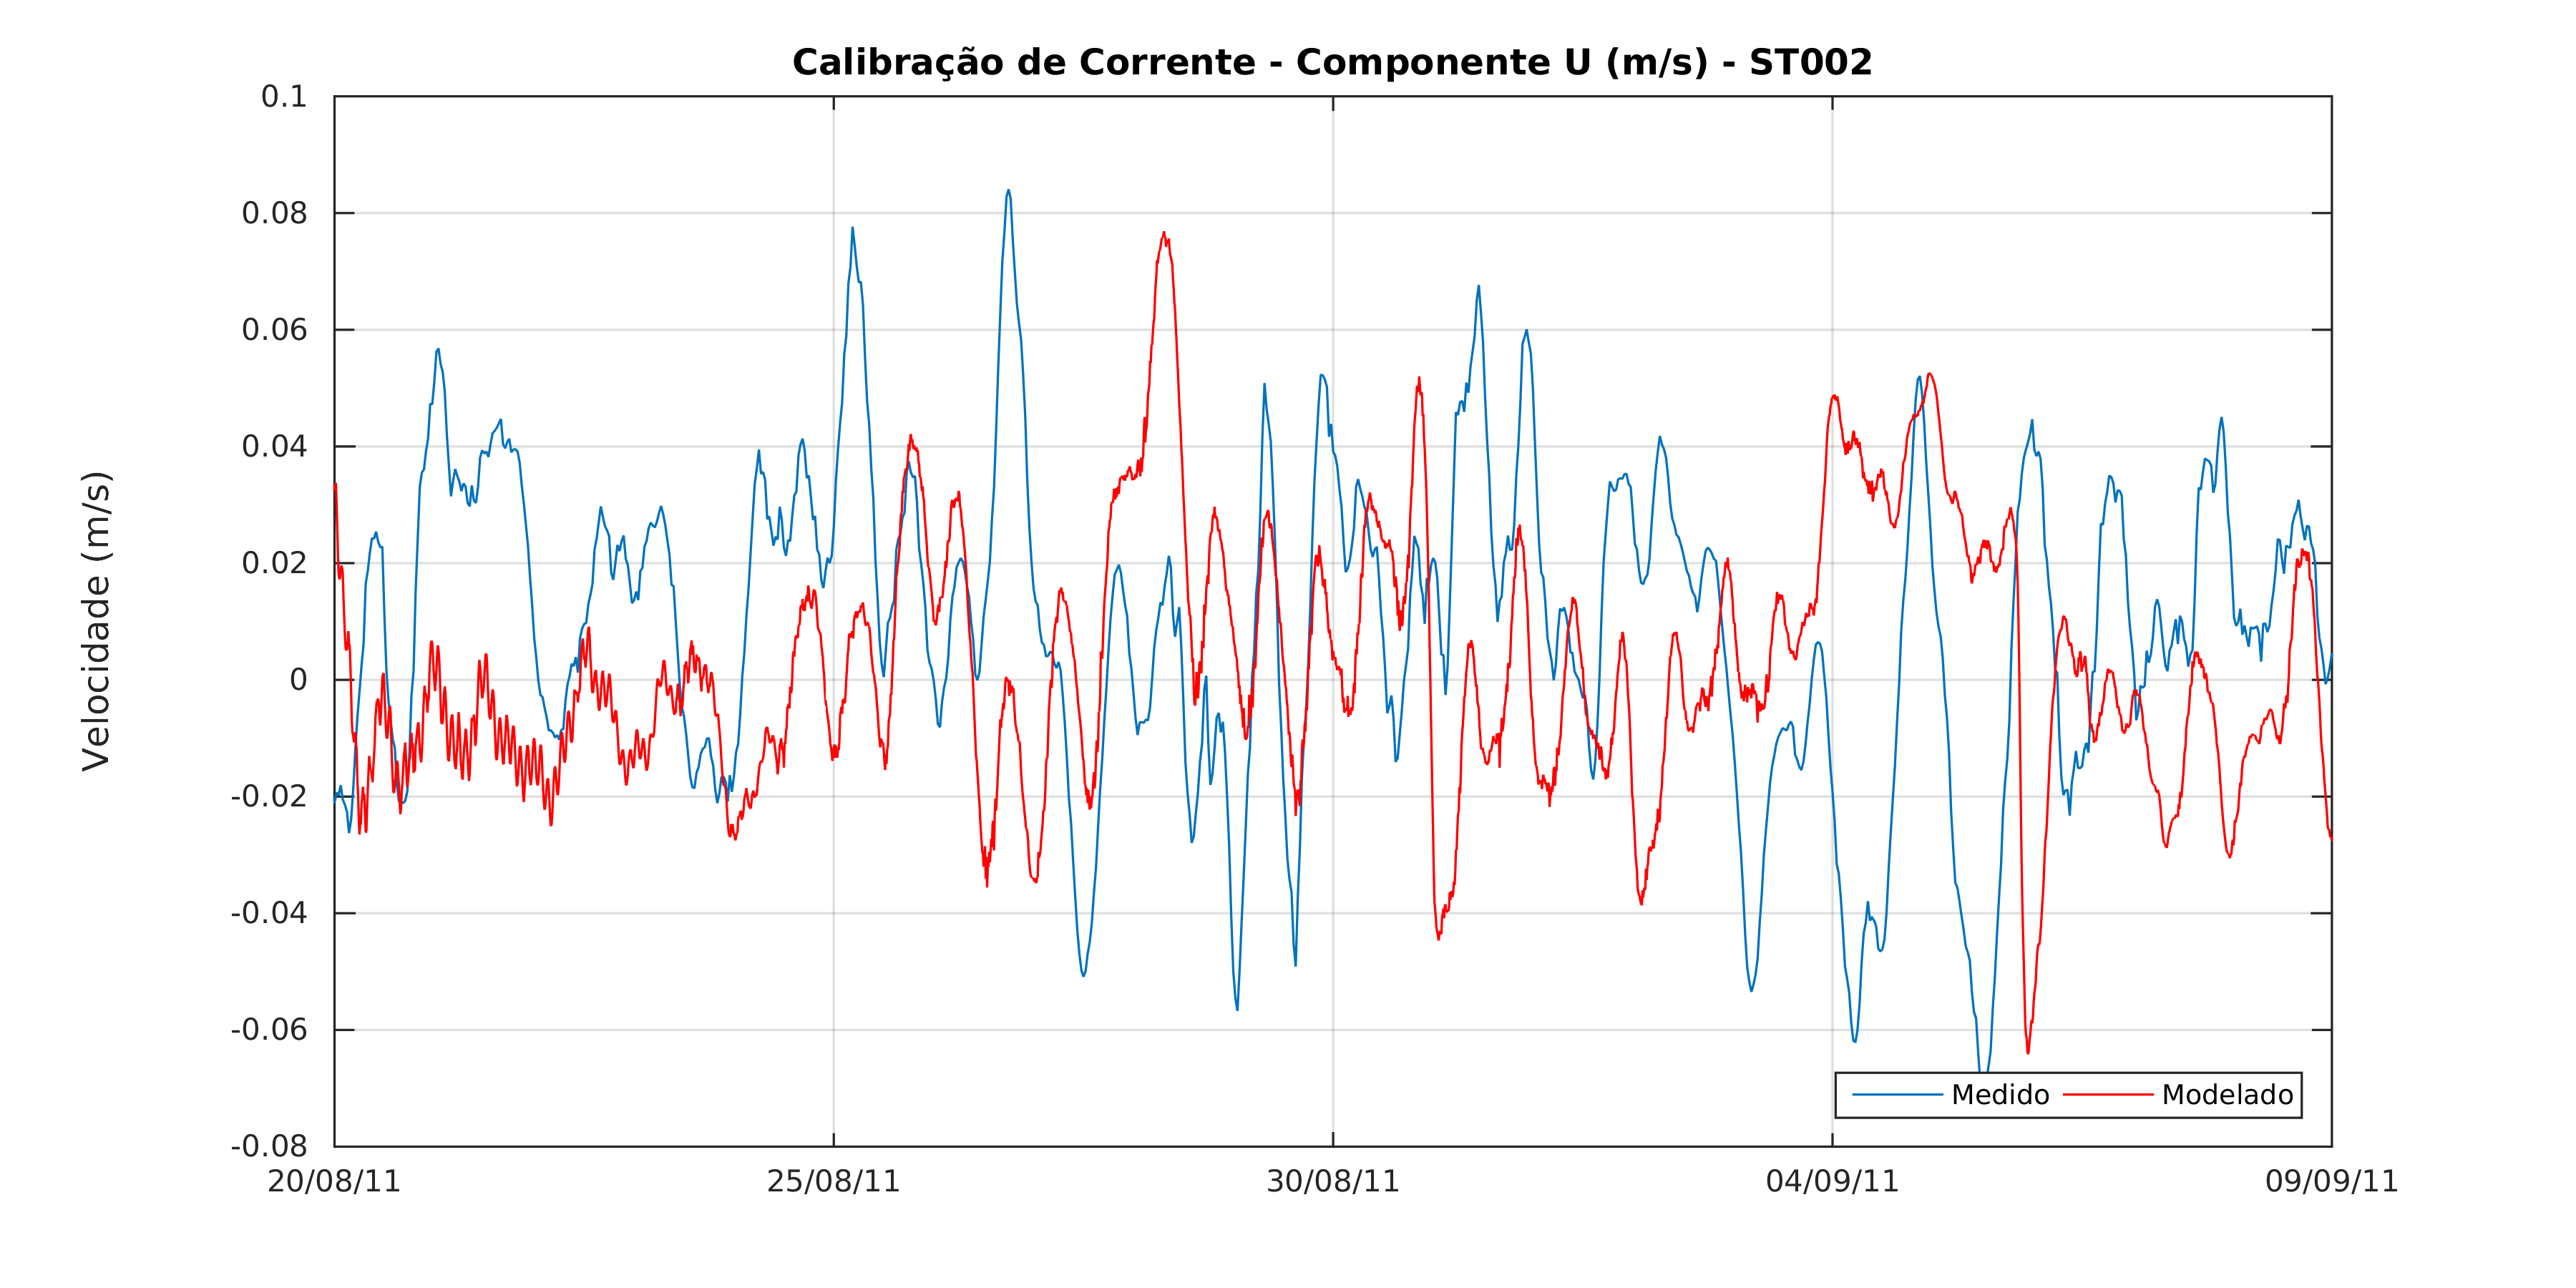 Calibração de Corrente - Componente U (m/s) - ST002
0.1
0.08
0.06
0.04
0.02
0
-0.02
-0.04
-0.06
-0.08
Velocidade (m/s)
Medido Modelado
20/08/11 25/08/11 30/08/11 04/09/11 09/09/11